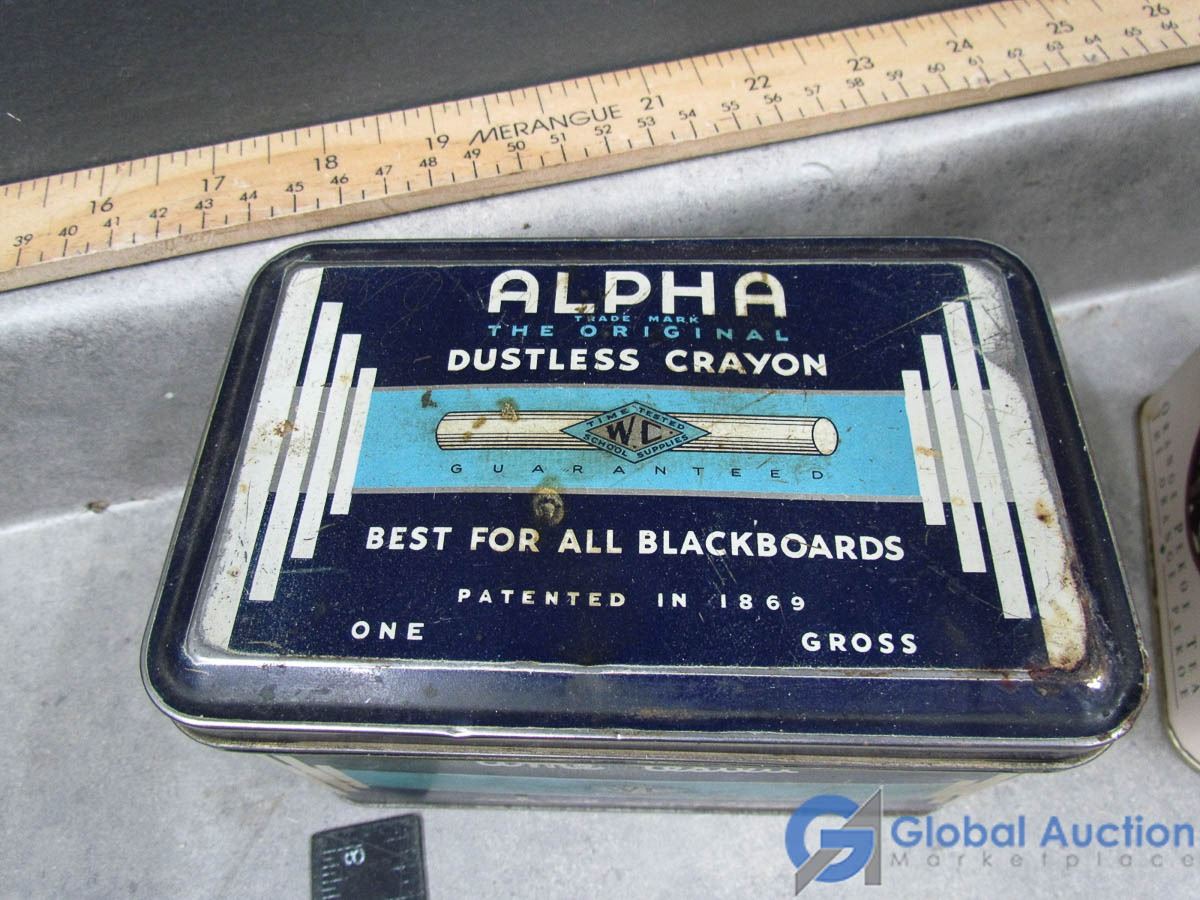 16 17 18 19 MERANGUE 21 22 23 24 25 26
39 40 41 42 43 44 45 46 47 48 49 50 51 52 53 54 55 56 57 58 59 60 61 62 63 64 65 66
ALPHA
TRADE MARK
THE ORIGINAL
DUSTLESS CRAYON
TIME TESTED
WC
SCHOOL SUPPLIES
GUARANTEED
BEST FOR ALL BLACKBOARDS
PATENTED IN 1869
ONE GROSS
8
Global Auction
Marketplace